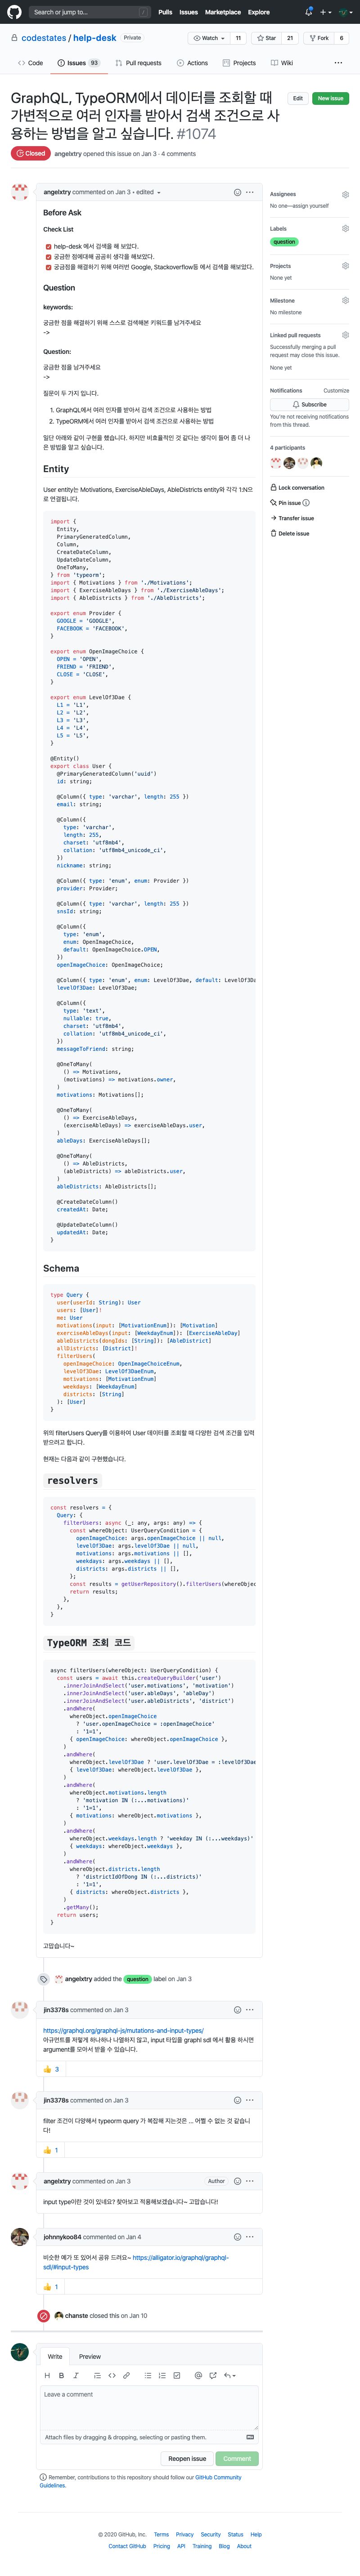 Search or jump to...
/
Pulls Issues Marketplace Explore
codestates / help-desk Private
Watch 11
Star 21
Fork 6
Code
Issues 93
Pull requests
Actions
Projects
Wiki
GraphQL, TypeORM에서 데이터를 조회할 때 가변적으로 여러 인자를 받아서 검색 조건으로 사용하는 방법을 알고 싶습니다. #1074
Edit
New issue
Closed
angelxtry opened this issue on Jan 3 · 4 comments
angelxtry commented on Jan 3 • edited
Before Ask
Check List
help-desk 에서 검색을 해 보았다.
궁금한 점에대해 곰곰히 생각을 해보았다.
궁금점을 해결하기 위해 여러번 Google, Stackoverflow등 에서 검색을 해보았다.
Question
keywords:
궁금한 점을 해결하기 위해 스스로 검색해본 키워드를 남겨주세요
->
Question:
궁금한 점을 남겨주세요
->
질문이 두 가지 입니다.
1. GraphQL에서 여러 인자를 받아서 검색 조건으로 사용하는 방법
2. TypeORM에서 여러 인자를 받아서 검색 조건으로 사용하는 방법
일단 아래와 같이 구현을 했습니다. 하지만 비효율적인 것 같다는 생각이 들어 좀 더 나은 방법을 알고 싶습니다.
Entity
User entity는 Motivations, ExerciseAbleDays, AbleDistricts entity와 각각 1:N으로 연결됩니다.
import {
  Entity,
  PrimaryGeneratedColumn,
  Column,
  CreateDateColumn,
  UpdateDateColumn,
  OneToMany,
} from 'typeorm';
import { Motivations } from './Motivations';
import { ExerciseAbleDays } from './ExerciseAbleDays';
import { AbleDistricts } from './AbleDistricts';
export enum Provider {
  GOOGLE = 'GOOGLE',
  FACEBOOK = 'FACEBOOK',
}
export enum OpenImageChoice {
  OPEN = 'OPEN',
  FRIEND = 'FRIEND',
  CLOSE = 'CLOSE',
}
export enum LevelOf3Dae {
  L1 = 'L1',
  L2 = 'L2',
  L3 = 'L3',
  L4 = 'L4',
  L5 = 'L5',
}
@Entity()
export class User {
  @PrimaryGeneratedColumn('uuid')
  id: string;
  @Column({ type: 'varchar', length: 255 })
  email: string;
  @Column({
    type: 'varchar',
    length: 255,
    charset: 'utf8mb4',
    collation: 'utf8mb4_unicode_ci',
  })
  nickname: string;
  @Column({ type: 'enum', enum: Provider })
  provider: Provider;
  @Column({ type: 'varchar', length: 255 })
  snsId: string;
  @Column({
    type: 'enum',
    enum: OpenImageChoice,
    default: OpenImageChoice.OPEN,
  })
  openImageChoice: OpenImageChoice;
  @Column({ type: 'enum', enum: LevelOf3Dae, default: LevelOf3Da
  levelOf3Dae: LevelOf3Dae;
  @Column({
    type: 'text',
    nullable: true,
    charset: 'utf8mb4',
    collation: 'utf8mb4_unicode_ci',
  })
  messageToFriend: string;
  @OneToMany(
    () => Motivations,
    (motivations) => motivations.owner,
  )
  motivations: Motivations[];
  @OneToMany(
    () => ExerciseAbleDays,
    (exerciseAbleDays) => exerciseAbleDays.user,
  )
  ableDays: ExerciseAbleDays[];
  @OneToMany(
    () => AbleDistricts,
    (ableDistricts) => ableDistricts.user,
  )
  ableDistricts: AbleDistricts[];
  @CreateDateColumn()
  createdAt: Date;
  @UpdateDateColumn()
  updatedAt: Date;
}
Schema
type Query {
  user(userId: String): User
  users: [User]!
  me: User
  motivations(input: [MotivationEnum]): [Motivation]
  exerciseAbleDays(input: [WeekdayEnum]): [ExerciseAbleDay]
  ableDistricts(dongIds: [String]): [AbleDistrict]
  allDistricts: [District]!
  filterUsers(
    openImageChoice: OpenImageChoiceEnum,
    levelOf3Dae: LevelOf3DaeEnum,
    motivations: [MotivationEnum]
    weekdays: [WeekdayEnum]
    districts: [String]
  ): [User]
}
위의 filterUsers Query를 이용하여 User 데이터를 조회할 때 다양한 검색 조건을 입력받으려고 합니다.
현재는 다음과 같이 구현했습니다.
resolvers
const resolvers = {
  Query: {
    filterUsers: async (_: any, args: any) => {
      const whereObject: UserQueryCondition = {
        openImageChoice: args.openImageChoice || null,
        levelOf3Dae: args.levelOf3Dae || null,
        motivations: args.motivations || [],
        weekdays: args.weekdays || [],
        districts: args.districts || [],
      };
      const results = getUserRepository().filterUsers(whereObjec
      return results;
    },
  },
}
TypeORM 조회 코드
async filterUsers(whereObject: UserQueryCondition) {
  const users = await this.createQueryBuilder('user')
    .innerJoinAndSelect('user.motivations', 'motivation')
    .innerJoinAndSelect('user.ableDays', 'ableDay')
    .innerJoinAndSelect('user.ableDistricts', 'district')
    .andWhere(
      whereObject.openImageChoice
        ? 'user.openImageChoice = :openImageChoice'
        : '1=1',
      { openImageChoice: whereObject.openImageChoice },
    )
    .andWhere(
      whereObject.levelOf3Dae ? 'user.levelOf3Dae = :levelOf3Dae
      { levelOf3Dae: whereObject.levelOf3Dae },
    )
    .andWhere(
      whereObject.motivations.length
        ? 'motivation IN (:...motivations)'
        : '1=1',
      { motivations: whereObject.motivations },
    )
    .andWhere(
      whereObject.weekdays.length ? 'weekday IN (:...weekdays)'
      { weekdays: whereObject.weekdays },
    )
    .andWhere(
      whereObject.districts.length
        ? 'districtIdOfDong IN (:...districts)'
        : '1=1',
      { districts: whereObject.districts },
    )
    .getMany();
  return users;
}
고맙습니다~
angelxtry added the question label on Jan 3
jin3378s commented on Jan 3
https://graphql.org/graphql-js/mutations-and-input-types/
아규먼트를 저렇게 하나하나 나열하지 않고, input 타입을 graphl sdl 에서 활용 하시면 argument를 모아서 받을 수 있습니다.
👍 3
jin3378s commented on Jan 3
filter 조건이 다양해서 typeorm query 가 복잡해 지는것은 ... 어쩔 수 없는 것 같습니다!
👍 1
angelxtry commented on Jan 3
Author
input type이란 것이 있네요? 찾아보고 적용해보겠습니다~ 고맙습니다!
johnnykoo84 commented on Jan 4
비슷한 예가 또 있어서 공유 드려요~ https://alligator.io/graphql/graphql-sdl/#input-types
👍 1
chanste closed this on Jan 10
Write Preview
Leave a comment
Attach files by dragging & dropping, selecting or pasting them.
Reopen issue
Comment
Remember, contributions to this repository should follow our GitHub Community Guidelines.
Assignees
No one—assign yourself
Labels
question
Projects
None yet
Milestone
No milestone
Linked pull requests
Successfully merging a pull request may close this issue.
None yet
Notifications Customize
Subscribe
You're not receiving notifications from this thread.
4 participants
Lock conversation
Pin issue
Transfer issue
Delete issue
© 2020 GitHub, Inc. Terms Privacy Security Status Help
Contact GitHub Pricing API Training Blog About